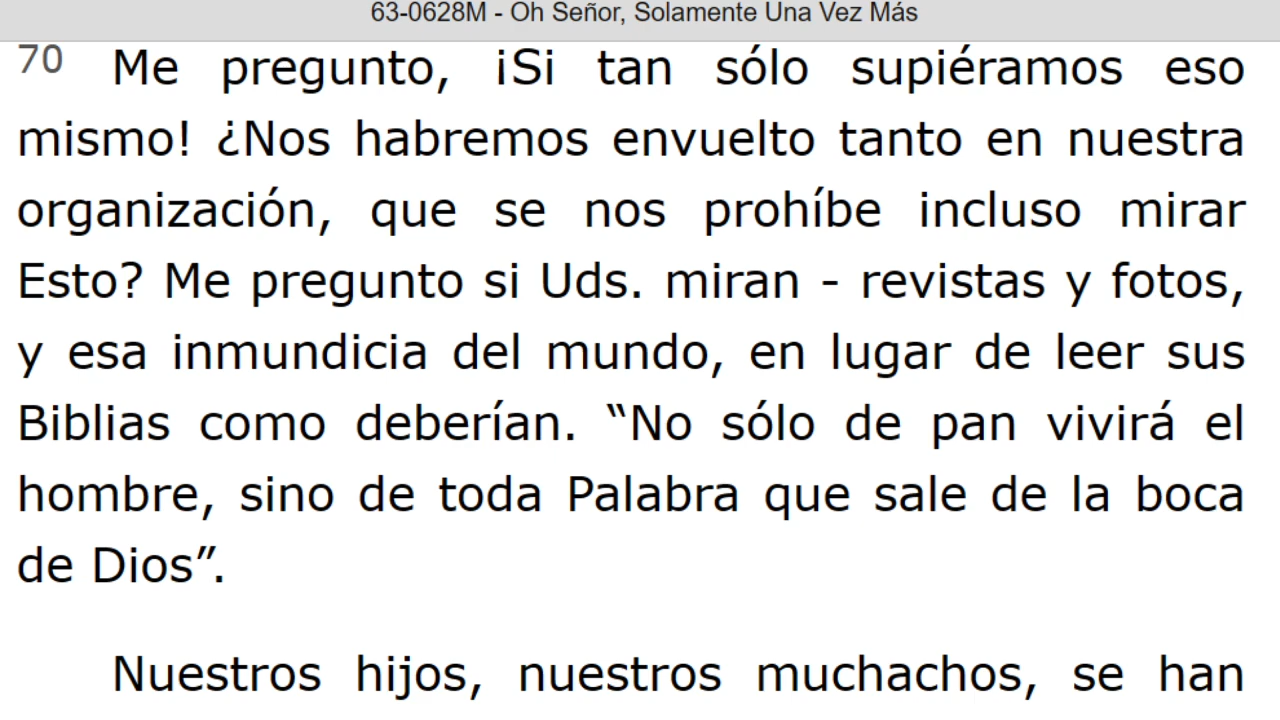 63-0628M - Oh Señor, Solamente Una Vez Más
70 Me pregunto, ¡Si tan sólo supiéramos eso
mismo! ¿Nos habremos envuelto tanto en nuestra
organización, que se nos prohíbe incluso mirar
Esto? Me pregunto si Uds. miran - revistas y fotos,
y esa inmundicia del mundo, en lugar de leer sus
Biblias como deberían. “No sólo de pan vivirá el
hombre, sino de toda Palabra que sale de la boca
de Dios”.
Nuestros hijos, nuestros muchachos, se han